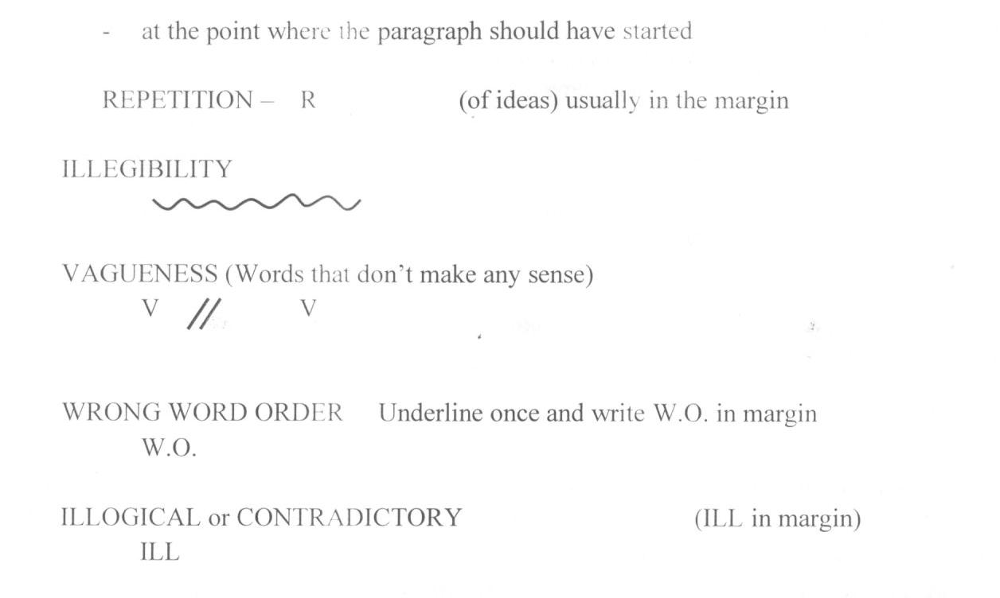 - at the point where the paragraph should have started
REPETITION – R (of ideas) usually in the margin
ILLEGIBILITY
VAGUENESS (Words that don't make any sense)
V // V
WRONG WORD ORDER Underline once and write W.O. in margin
W.O.
ILLOGICAL or CONTRADICTORY (ILL in margin)
ILL